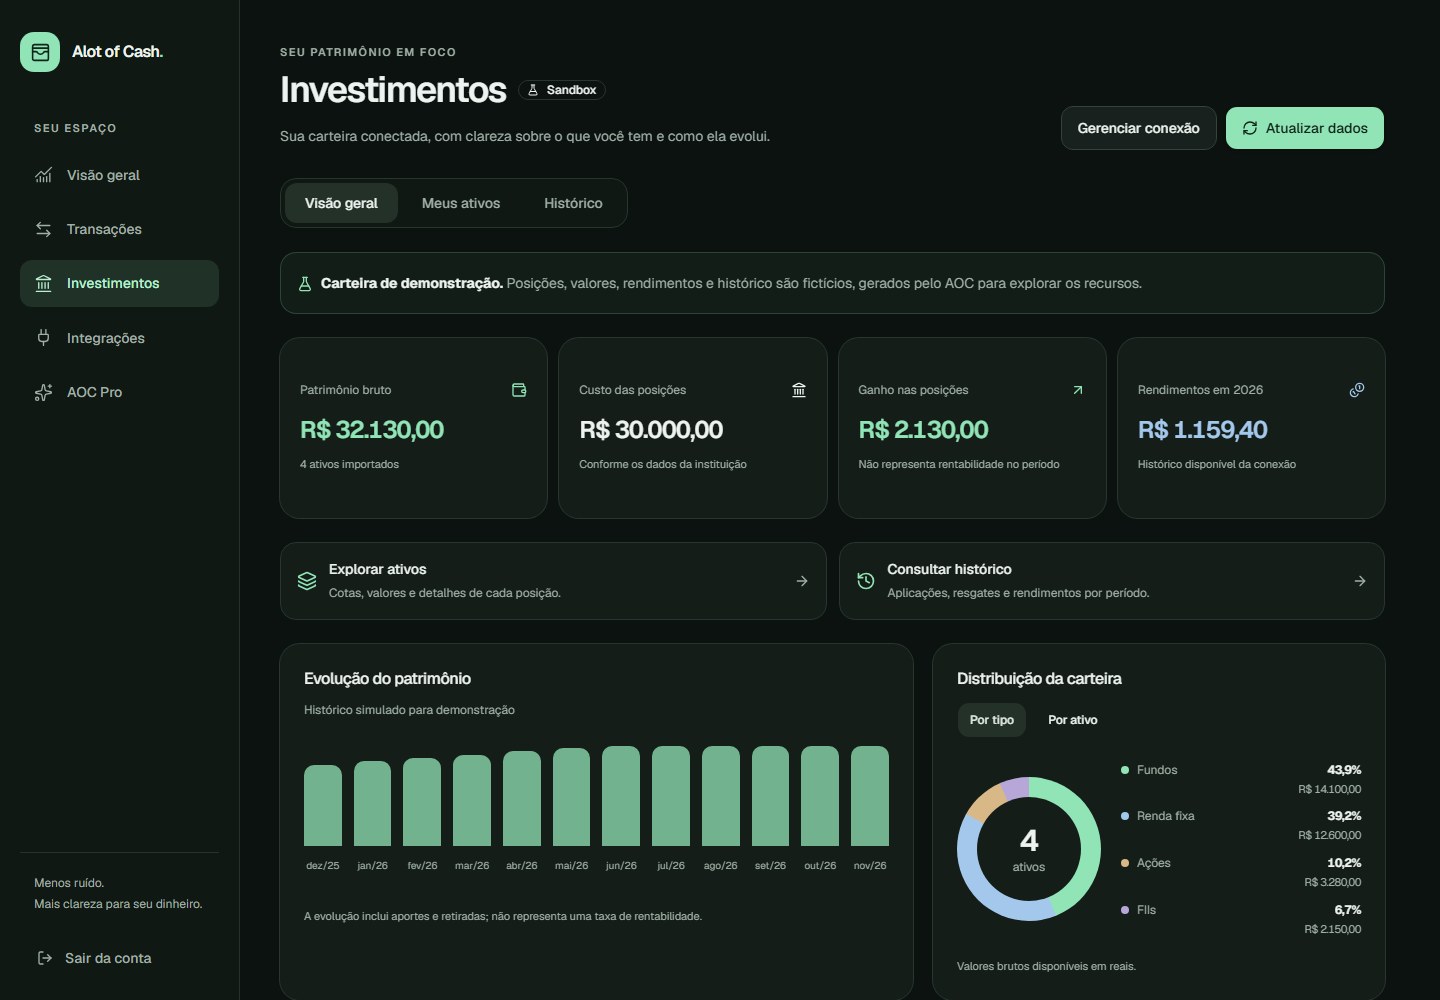 Alot of Cash.
SEU ESPAÇO
Visão geral
Transações
Investimentos
Integrações
AOC Pro
Menos ruído.
Mais clareza para seu dinheiro.
Sair da conta
SEU PATRIMÔNIO EM FOCO
Investimentos
Sandbox
Sua carteira conectada, com clareza sobre o que você tem e como ela evolui.
Gerenciar conexão
Atualizar dados
Visão geral
Meus ativos
Histórico
Carteira de demonstração. Posições, valores, rendimentos e histórico são fictícios, gerados pelo AOC para explorar os recursos.
Patrimônio bruto
R$ 32.130,00
4 ativos importados
Custo das posições
R$ 30.000,00
Conforme os dados da instituição
Ganho nas posições
R$ 2.130,00
Não representa rentabilidade no período
Rendimentos em 2026
R$ 1.159,40
Histórico disponível da conexão
Explorar ativos
Cotas, valores e detalhes de cada posição.
Consultar histórico
Aplicações, resgates e rendimentos por período.
Evolução do patrimônio
Histórico simulado para demonstração
dez/25 jan/26 fev/26 mar/26 abr/26 mai/26 jun/26 jul/26 ago/26 set/26 out/26 nov/26
A evolução inclui aportes e retiradas; não representa uma taxa de rentabilidade.
Distribuição da carteira
Por tipo
Por ativo
4
ativos
Fundos 43,9%
R$ 14.100,00
Renda fixa 39,2%
R$ 12.600,00
Ações 10,2%
R$ 3.280,00
FIIs 6,7%
R$ 2.150,00
Valores brutos disponíveis em reais.